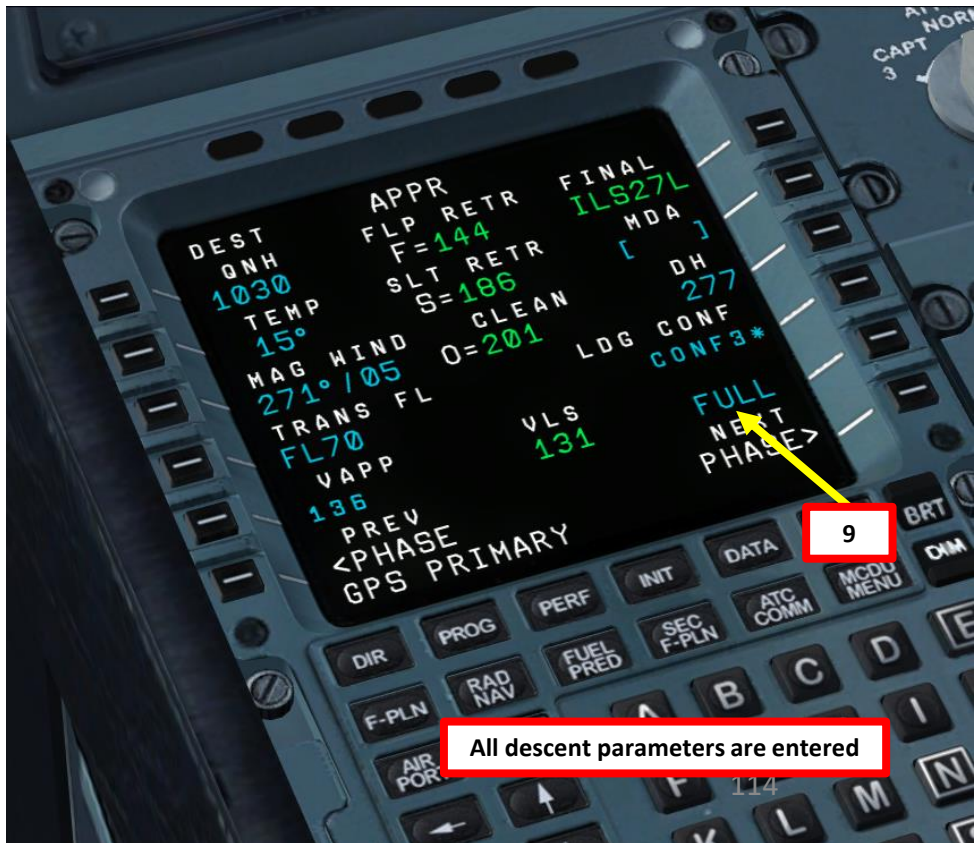 NORM
CAPT
3
APPR
DEST FLP RETR FINAL
QNH F=144 ILS27L
1030 SLT RETR MDA
TEMP S=186 [ ]
15° CLEAN DH
MAG WIND O=201 277
271°/05 LDG CONF
TRANS FL CONF3*
FL70
VAPP VLS FULL
136 131 NEXT
PREV PHASE>
<PHASE
GPS PRIMARY
9
BRT
DIM
DIR PROG PERF INIT DATA
F-PLN RAD NAV FUEL PRED SEC F-PLN ATC COMM MCDU MENU
AIR PORT
A B C D E
All descent parameters are entered
F I
114
K L M N